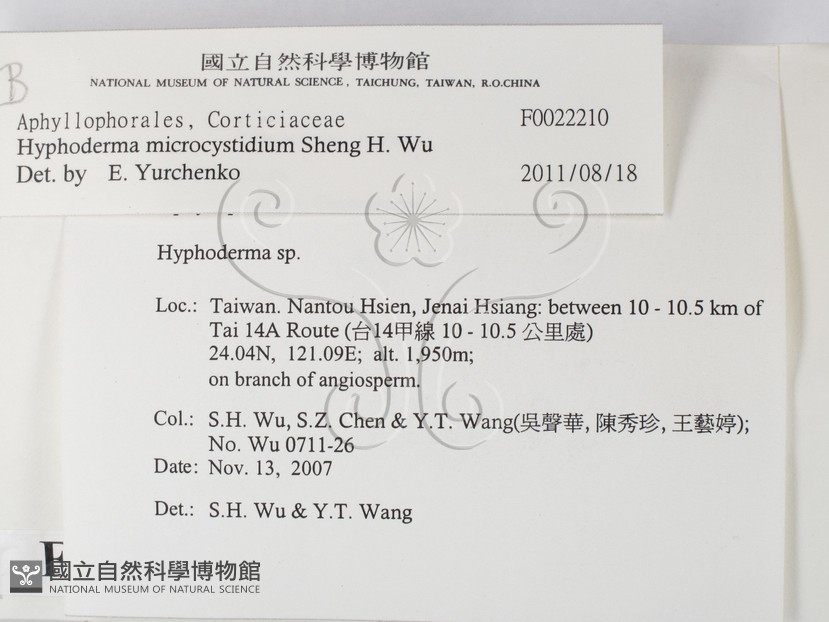 B
國立自然科學博物館
NATIONAL MUSEUM OF NATURAL SCIENCE, TAICHUNG, TAIWAN, R.O.CHINA
Aphyllophorales, Corticiaceae F0022210
Hyphoderma microcystidium Sheng H. Wu
Det. by E. Yurchenko 2011/08/18
Hyphoderma sp.
Loc.: Taiwan. Nantou Hsien, Jenai Hsiang: between 10 - 10.5 km of
Tai 14A Route (台14甲線 10 - 10.5 公里處)
24.04N, 121.09E; alt. 1,950m;
on branch of angiosperm.
Col.: S.H. Wu, S.Z. Chen & Y.T. Wang(吳聲華, 陳秀珍, 王藝婷);
No. Wu 0711-26
Date: Nov. 13, 2007
Det.: S.H. Wu & Y.T. Wang
國立自然科學博物館
NATIONAL MUSEUM OF NATURAL SCIENCE